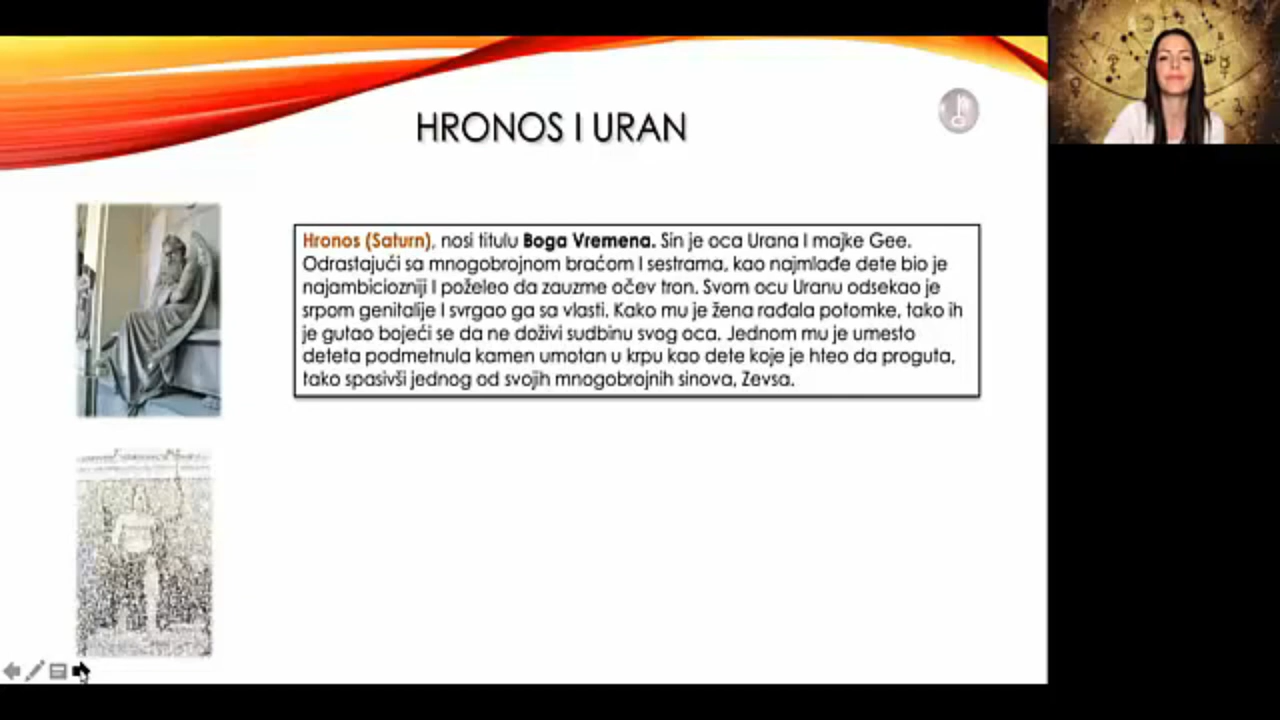 HRONOS I URAN
Hronos (Saturn), nosi titulu Boga Vremena. Sin je oca Urana I majke Gee.
Odrastajući sa mnogobrojnom braćom I sestrama, kao najmlađe dete bio je
najambiciozniji I poželeo da zauzme očev tron. Svom ocu Uranu odsekao je
srpom genitalije I svrgao ga sa vlasti. Kako mu je žena rađala potomke, tako ih
je gutao bojeći se da ne doživi sudbinu svog oca. Jednom mu je umesto
deteta podmetnula kamen umotan u krpu kao dete koje je hteo da proguta,
tako spasivši jednog od svojih mnogobrojnih sinova, Zevsa.